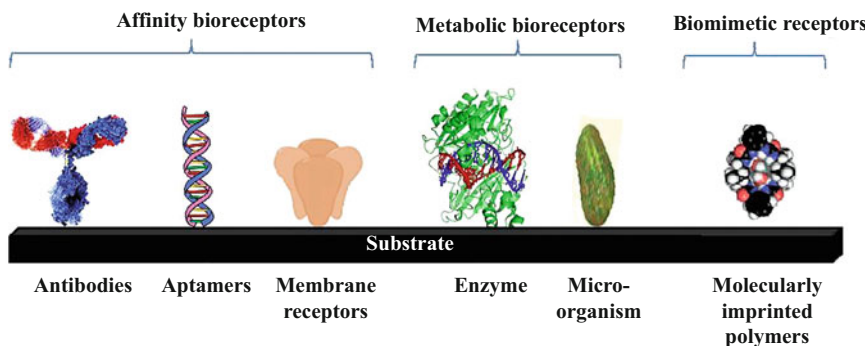 Affinity bioreceptors
Metabolic bioreceptors
Biomimetic receptors
Substrate
Antibodies
Aptamers
Membrane
receptors
Enzyme
Micro-
organism
Molecularly
imprinted
polymers